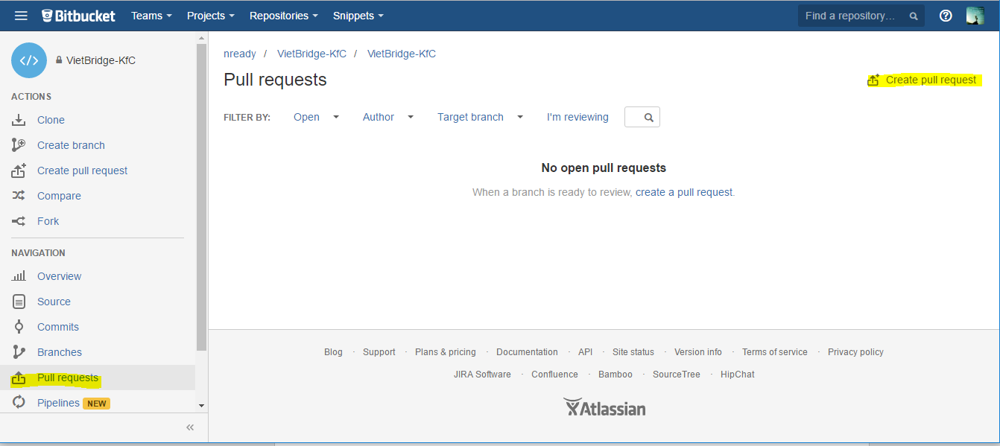 Bitbucket Teams Projects Repositories Snippets Find a repository...
VietBridge-KfC
ACTIONS
Clone
Create branch
Create pull request
Compare
Fork
NAVIGATION
Overview
Source
Commits
Branches
Pull requests
Pipelines NEW
nready / VietBridge-KfC / VietBridge-KfC
Pull requests
Create pull request
FILTER BY: Open Author Target branch I'm reviewing
No open pull requests
When a branch is ready to review, create a pull request.
Blog · Support · Plans & pricing · Documentation · API · Site status · Version info · Terms of service · Privacy policy
JIRA Software · Confluence · Bamboo · SourceTree · HipChat
Atlassian